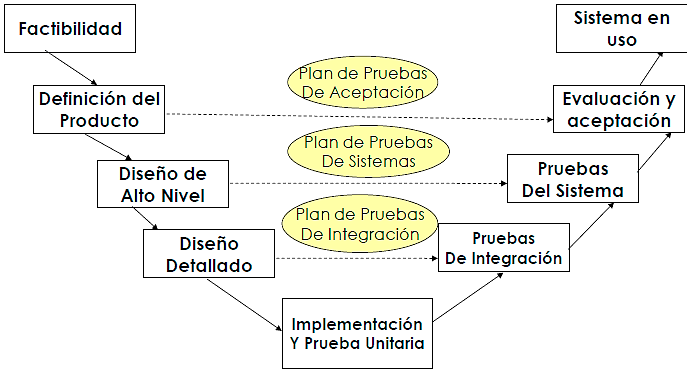 Factibilidad
Sistema en
uso
Plan de Pruebas
De Aceptación
Definición del
Producto
Evaluación y
aceptación
Plan de Pruebas
De Sistemas
Diseño de
Alto Nivel
Pruebas
Del Sistema
Plan de Pruebas
De Integración
Diseño
Detallado
Pruebas
De Integración
Implementación
Y Prueba Unitaria